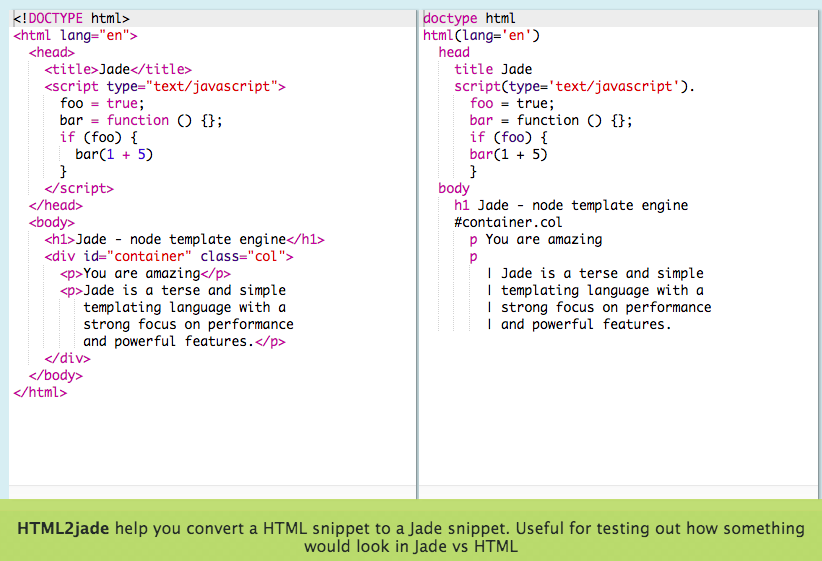 <!DOCTYPE html>
<html lang="en">
  <head>
    <title>Jade</title>
    <script type="text/javascript">
      foo = true;
      bar = function () {};
      if (foo) {
        bar(1 + 5)
      }
    </script>
  </head>
  <body>
    <h1>Jade - node template engine</h1>
    <div id="container" class="col">
      <p>You are amazing</p>
      <p>Jade is a terse and simple
         templating language with a
         strong focus on performance
         and powerful features.</p>
    </div>
  </body>
</html>
doctype html
html(lang='en')
  head
    title Jade
    script(type='text/javascript').
      foo = true;
      bar = function () {};
      if (foo) {
      bar(1 + 5)
      }
  body
    h1 Jade - node template engine
    #container.col
      p You are amazing
      p
        | Jade is a terse and simple
        | templating language with a
        | strong focus on performance
        | and powerful features.
HTML2jade help you convert a HTML snippet to a Jade snippet. Useful for testing out how something
would look in Jade vs HTML